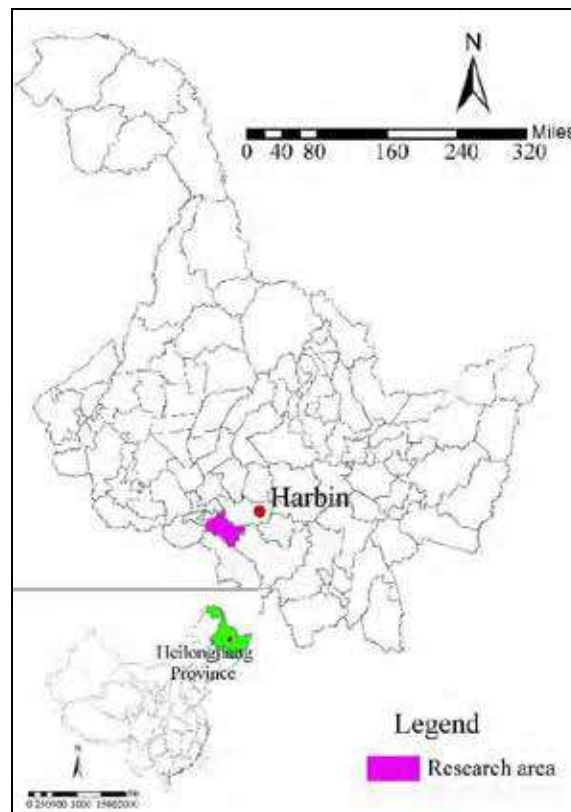 N
Miles
0 40 80 160 240 320
Harbin
Heilongjiang
Province
Legend
Research area
N